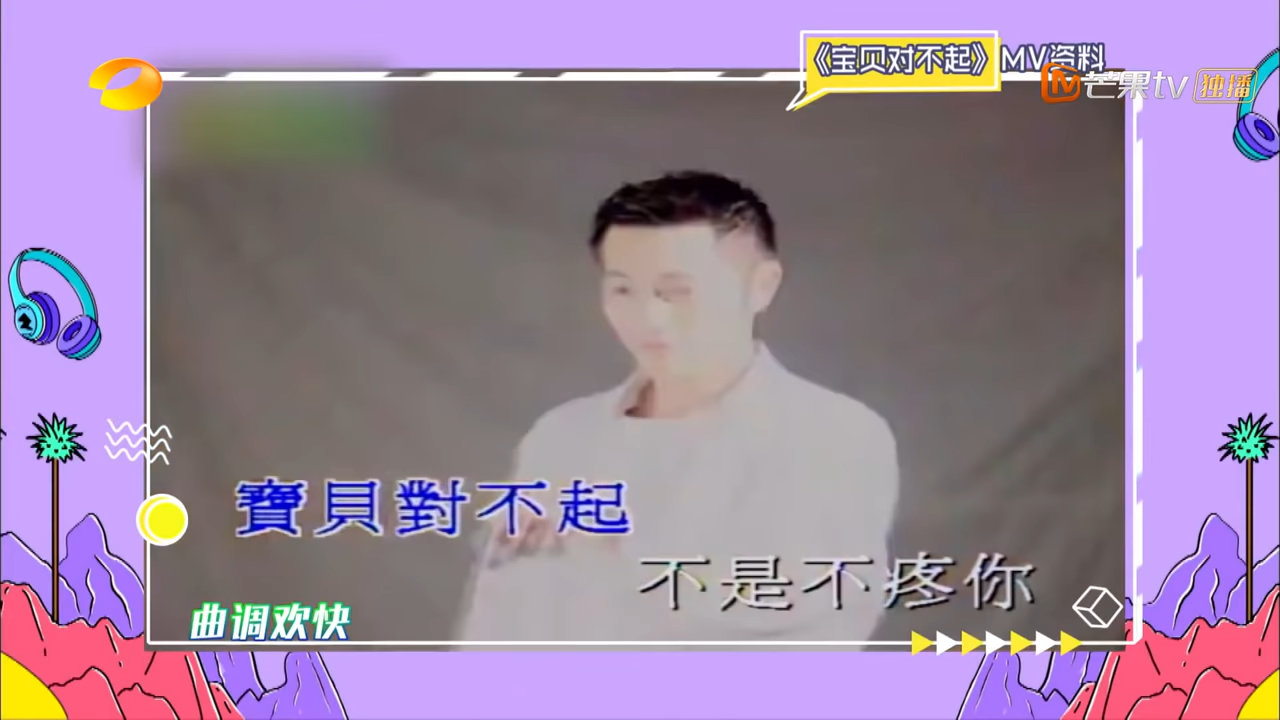 《宝贝对不起》MV资料
芒果tv 独播
寶貝對不起
不是不疼你
曲调欢快